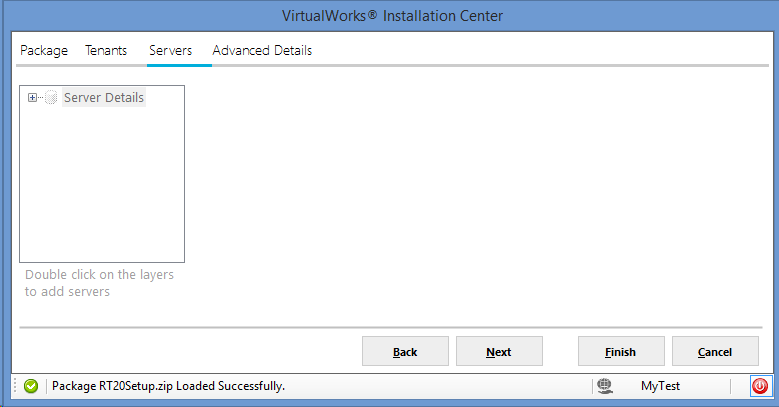 VirtualWorks® Installation Center
Package Tenants Servers Advanced Details
Server Details
Double click on the layers
to add servers
Back Next Finish Cancel
Package RT20Setup.zip Loaded Successfully. MyTest